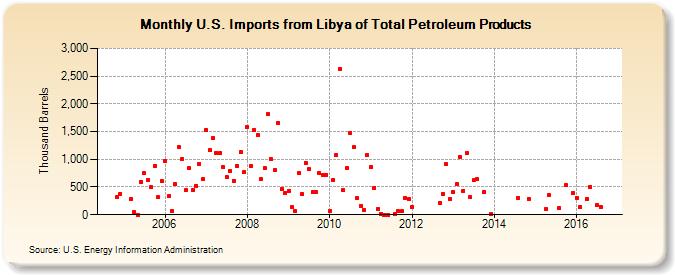 Monthly U.S. Imports from Libya of Total Petroleum Products
Thousand Barrels
3,000
2,500
2,000
1,500
1,000
500
0
2006 2008 2010 2012 2014 2016
Source: U.S. Energy Information Administration